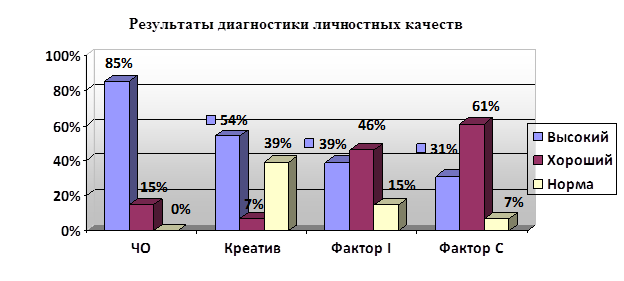 Результаты диагностики личностных качеств
100%
80%
60%
40%
20%
0%
85%
15%
0%
54%
7%
39%
39%
46%
15%
31%
61%
7%
ЧО
Креатив
Фактор I
Фактор С
Высокий
Хороший
Норма